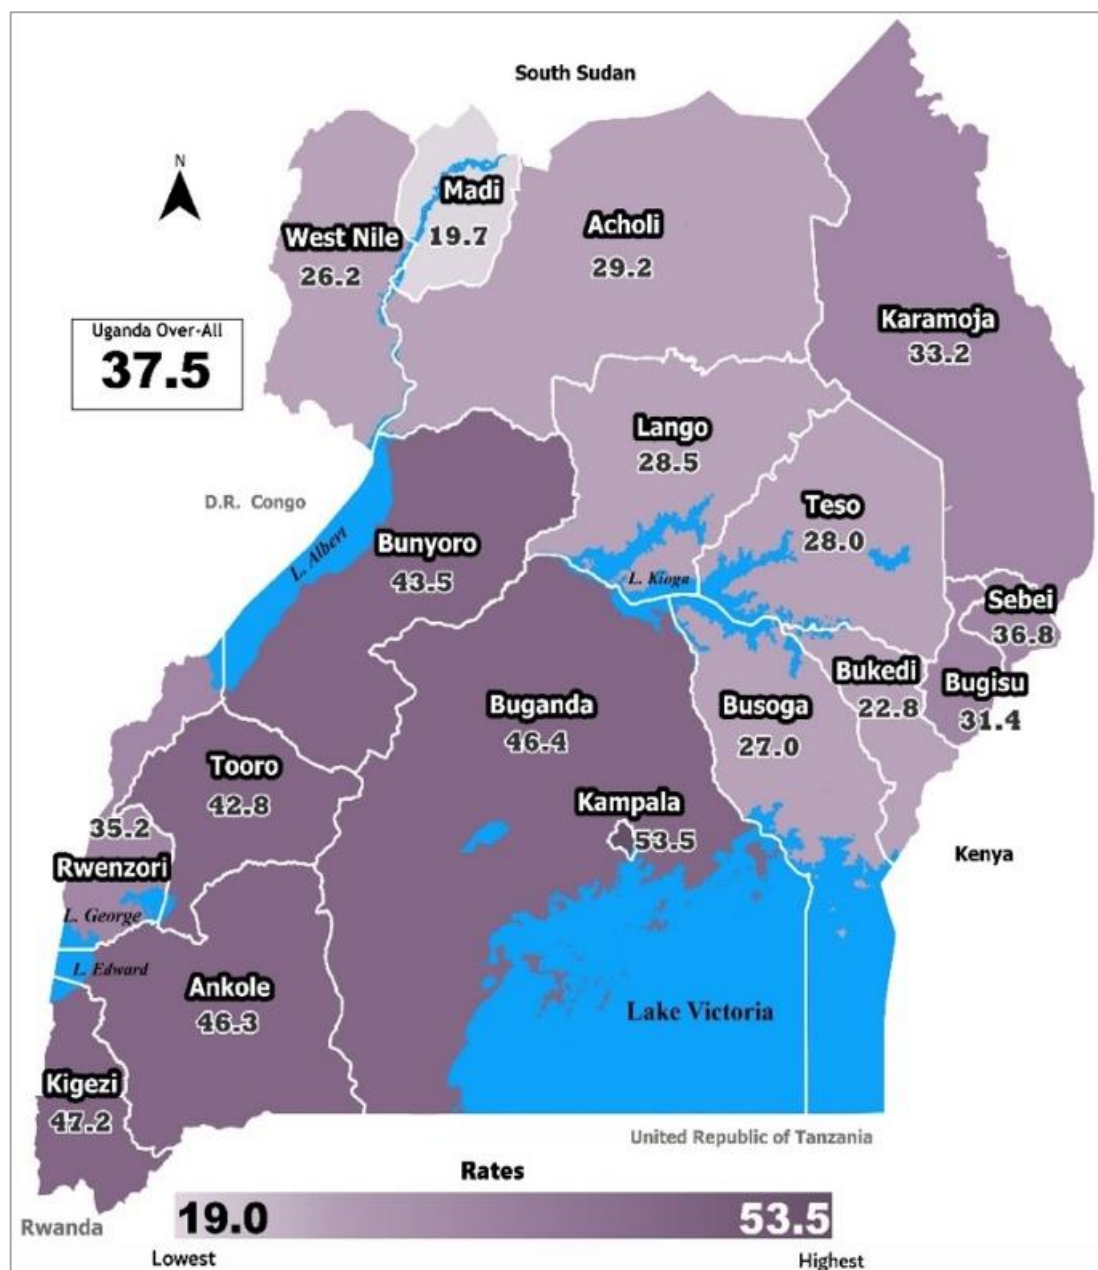 South Sudan
N
Madi
19.7
West Nile
26.2
Acholi
29.2
Karamoja
33.2
Uganda Over-All
37.5
Lango
28.5
D.R. Congo
L. Albert
Bunyoro
43.5
Teso
28.0
L. Kioga
Sebei
36.8
Bukedi
22.8
Bugisu
31.4
Buganda
46.4
Busoga
27.0
Tooro
42.8
Kampala
53.5
35.2
Rwenzori
Kenya
L. George
L. Edward
Ankole
46.3
Lake Victoria
Kigezi
47.2
United Republic of Tanzania
Rates
19.0
53.5
Rwanda
Lowest
Highest